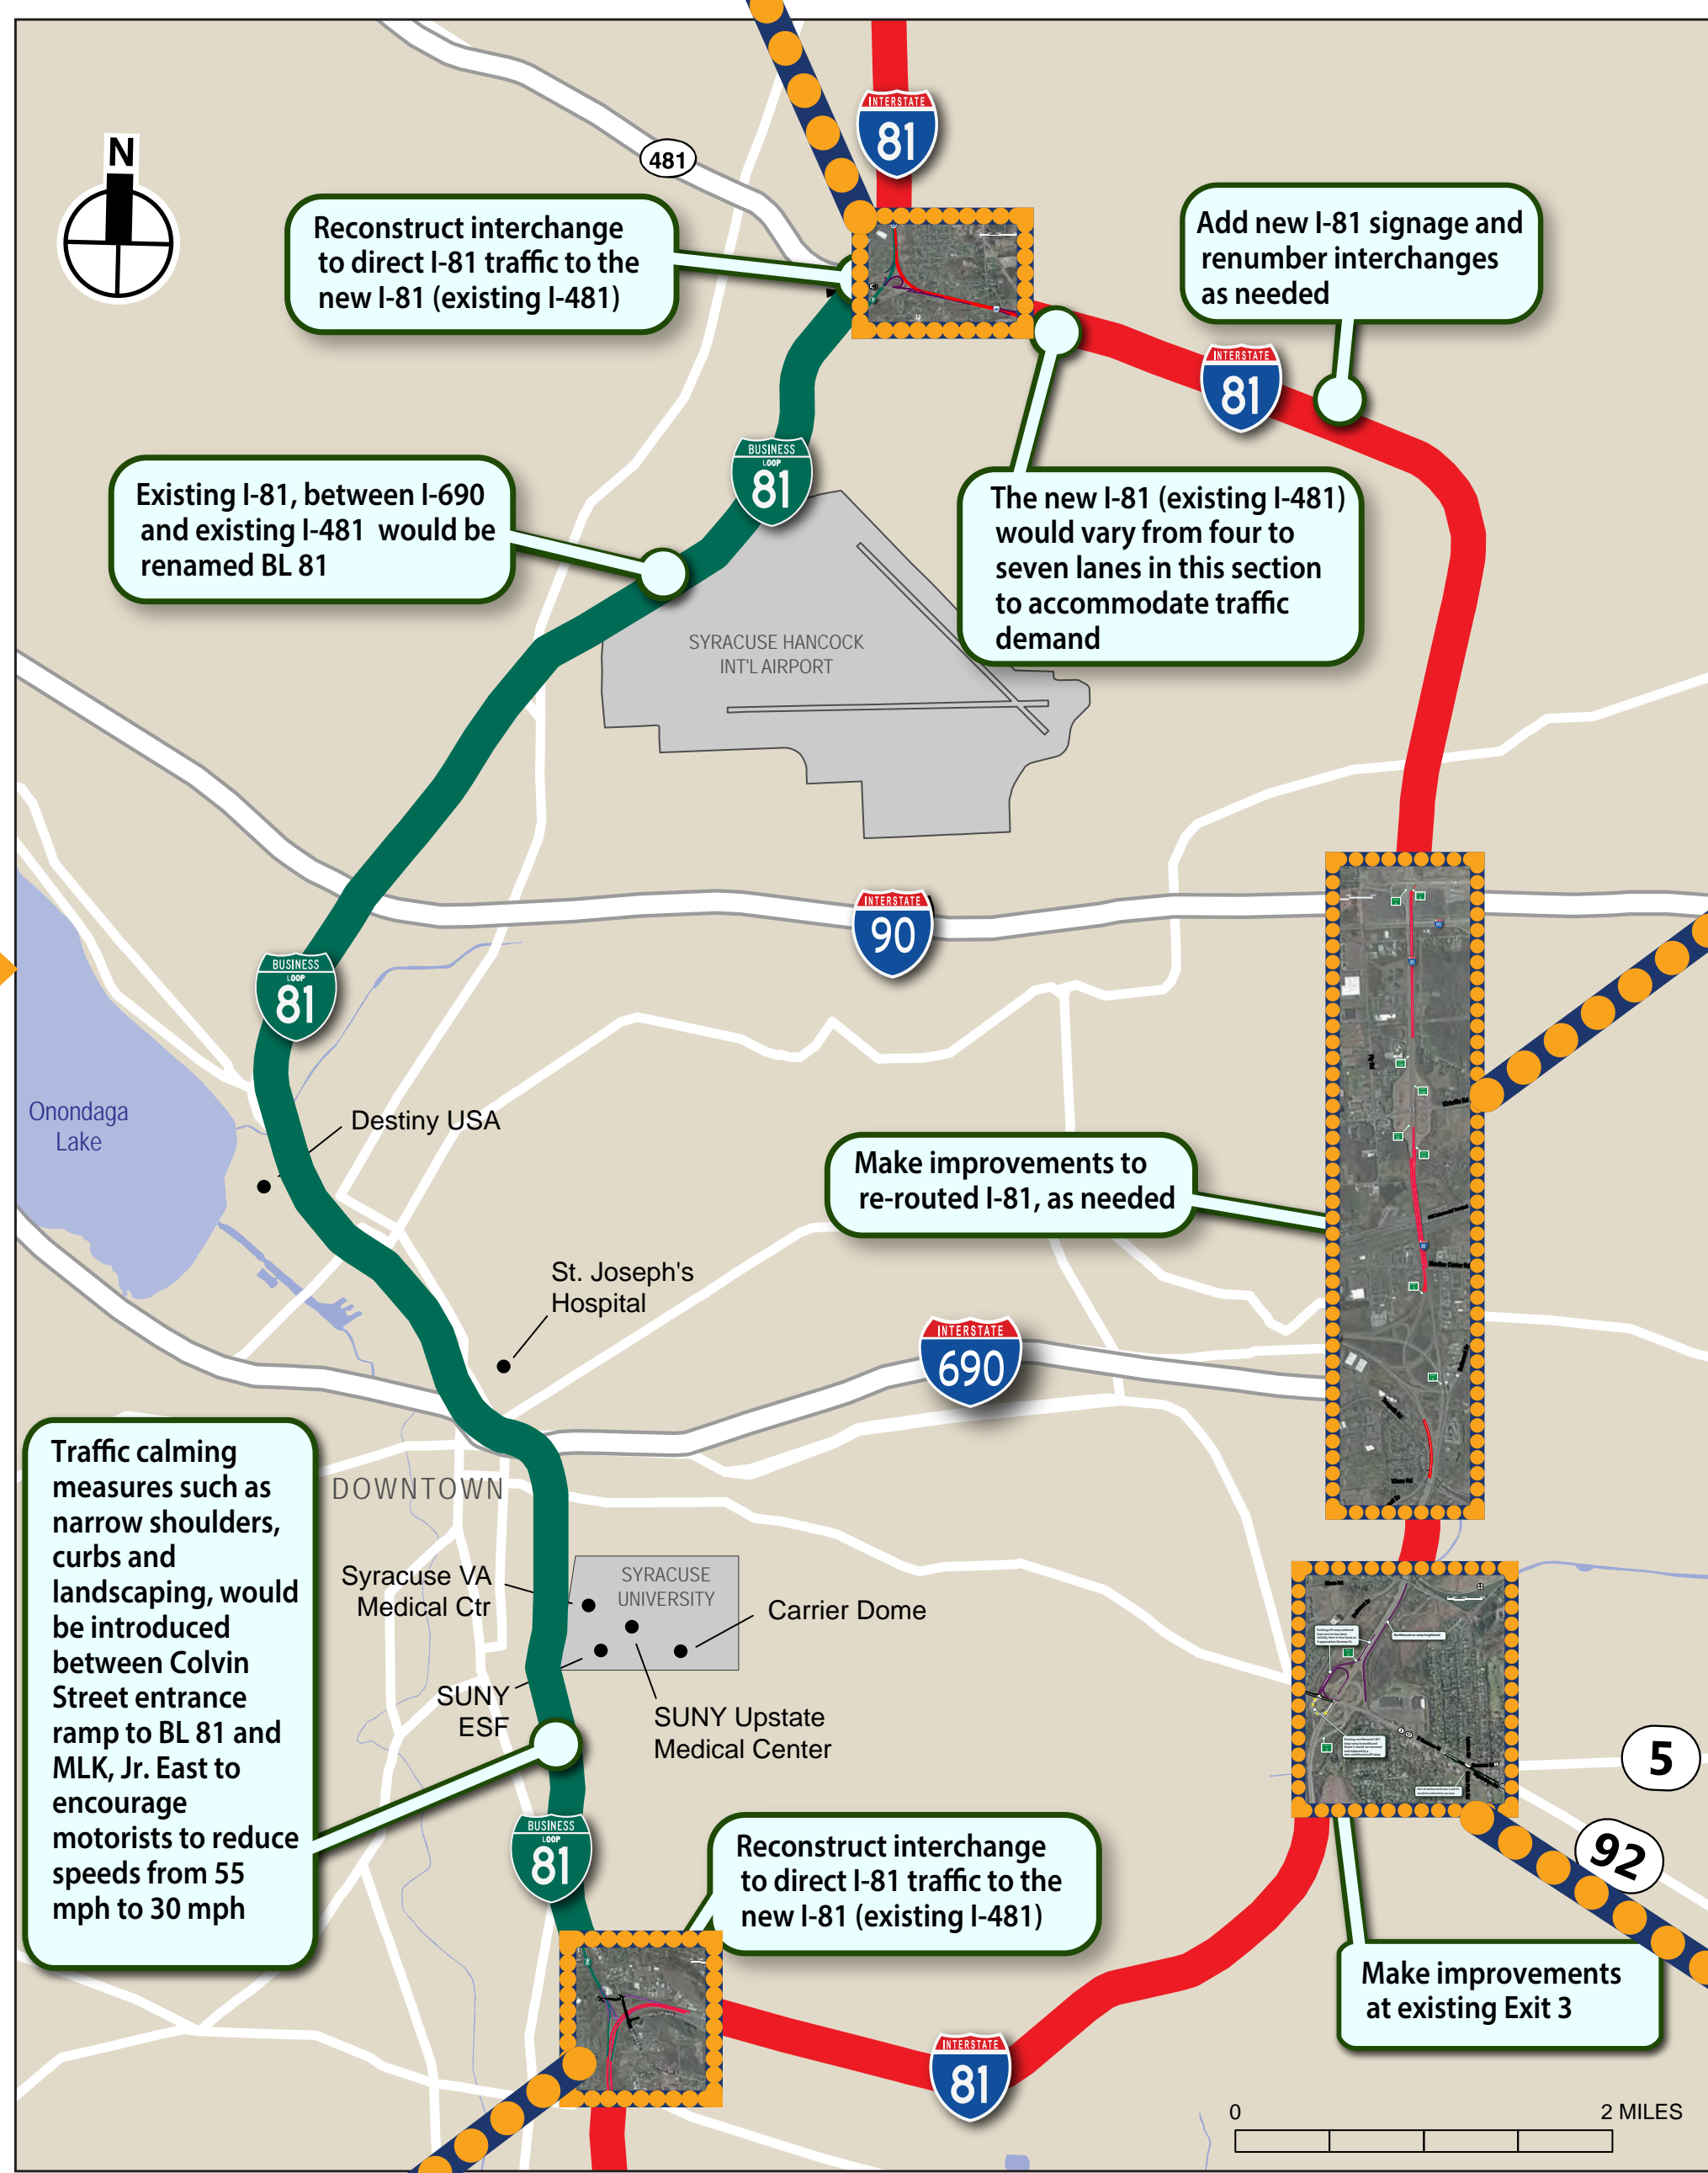 INTERSTATE
81
N
481
Reconstruct interchange
to direct I-81 traffic to the
new I-81 (existing I-481)
Add new I-81 signage and
renumber interchanges
as needed
INTERSTATE
81
BUSINESS
LOOP
81
Existing I-81, between I-690
and existing I-481 would be
renamed BL 81
The new I-81 (existing I-481)
would vary from four to
seven lanes in this section
to accommodate traffic
demand
SYRACUSE HANCOCK
INT'L AIRPORT
INTERSTATE
90
BUSINESS
LOOP
81
Onondaga
Lake
Destiny USA
Make improvements to
re-routed I-81, as needed
St. Joseph's
Hospital
INTERSTATE
690
Traffic calming
measures such as
narrow shoulders,
curbs and
landscaping, would
be introduced
between Colvin
Street entrance
ramp to BL 81 and
MLK, Jr. East to
encourage
motorists to reduce
speeds from 55
mph to 30 mph
DOWNTOWN
Syracuse VA
Medical Ctr
SYRACUSE
UNIVERSITY
Carrier Dome
SUNY
ESF
SUNY Upstate
Medical Center
5
92
BUSINESS
LOOP
81
Reconstruct interchange
to direct I-81 traffic to the
new I-81 (existing I-481)
Make improvements
at existing Exit 3
INTERSTATE
81
0
2 MILES